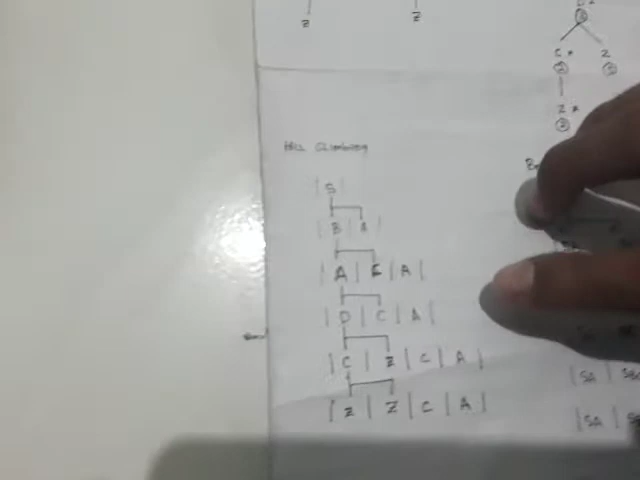 Z
Z
C *
N
Z *
Hill Climbing
| S |
| B | A |
| A | E | A |
| D | C | A |
| C | Z | C | A |
| Z | Z | C | A |
| SA |
| SA |